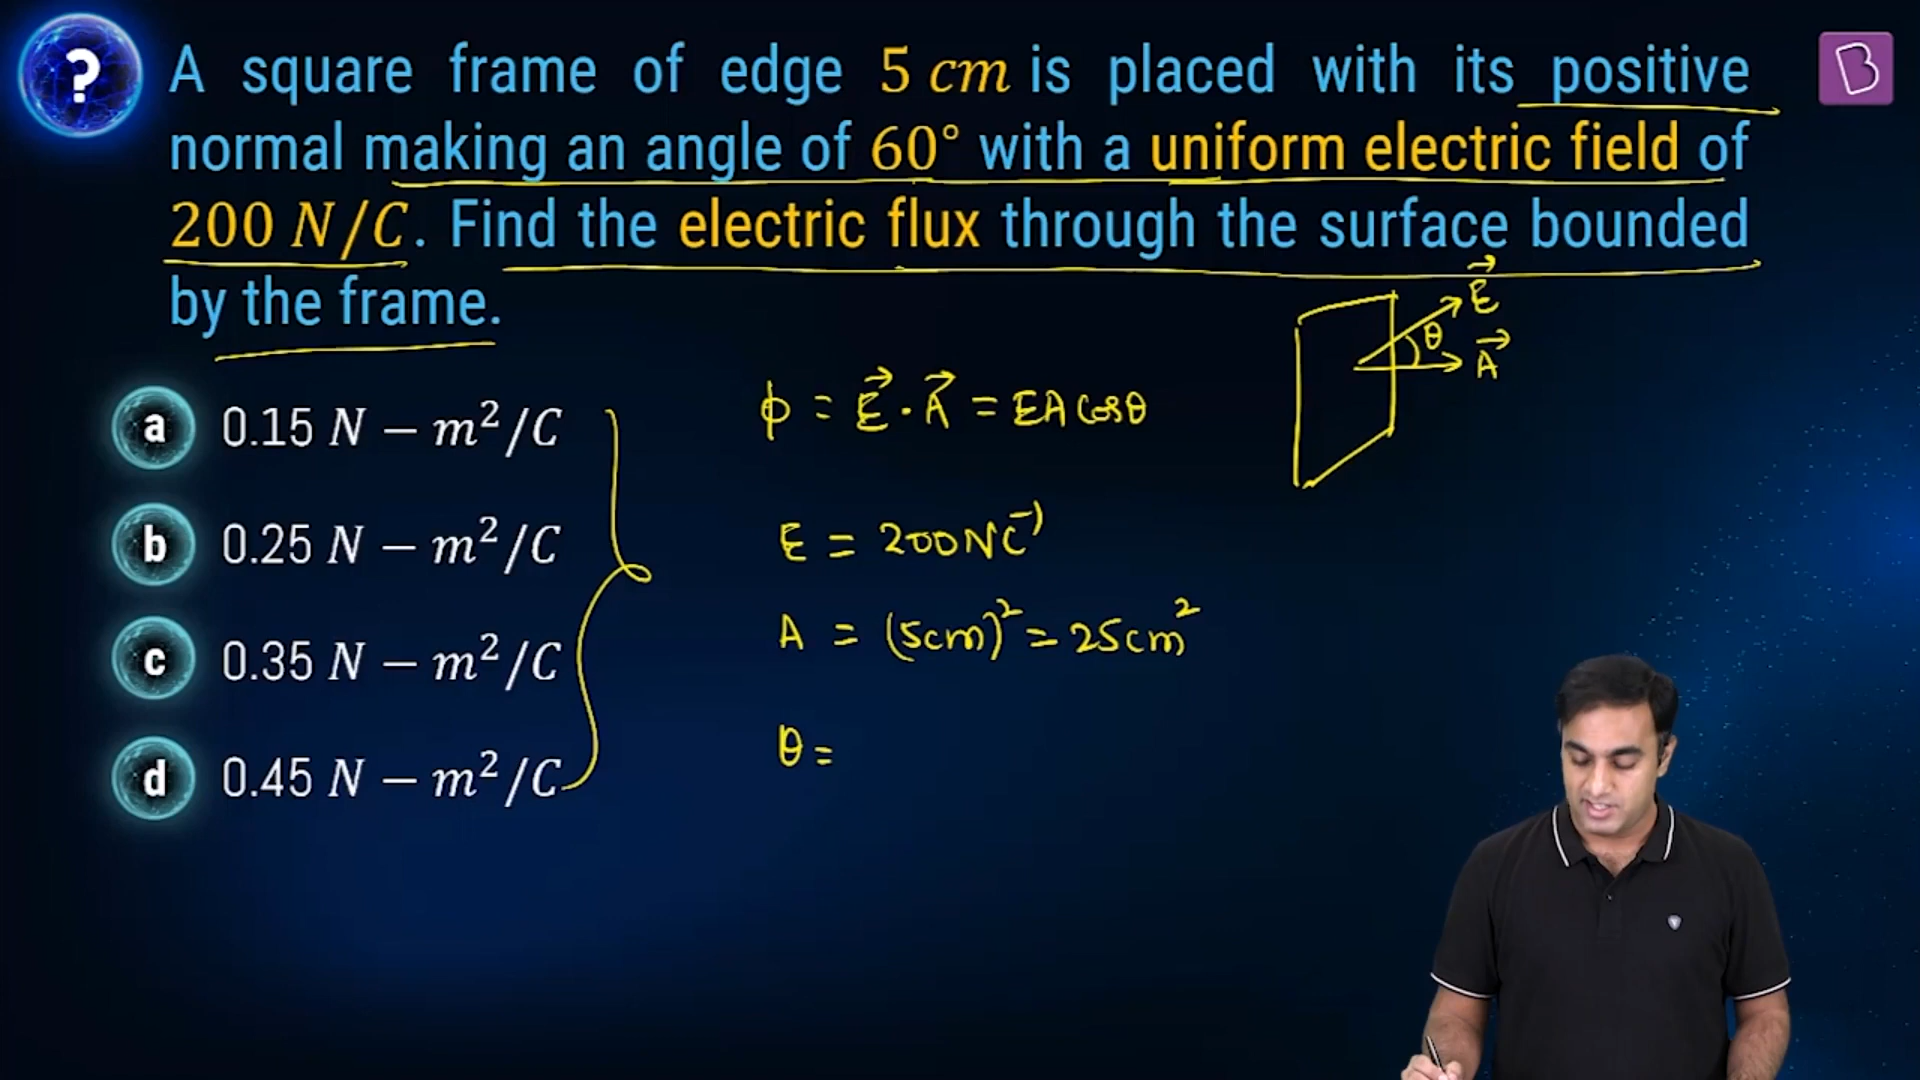 ?
A square frame of edge 5 cm is placed with its positive
normal making an angle of 60° with a uniform electric field of
200 N/C. Find the electric flux through the surface bounded
by the frame.
a 0.15 N − m²/C
b 0.25 N − m²/C
c 0.35 N − m²/C
d 0.45 N − m²/C
ϕ = E⃗ . A⃗ = EA cosθ
E = 200NC⁻¹
A = (5cm)² = 25cm²
θ =
E⃗
θ
A⃗
B